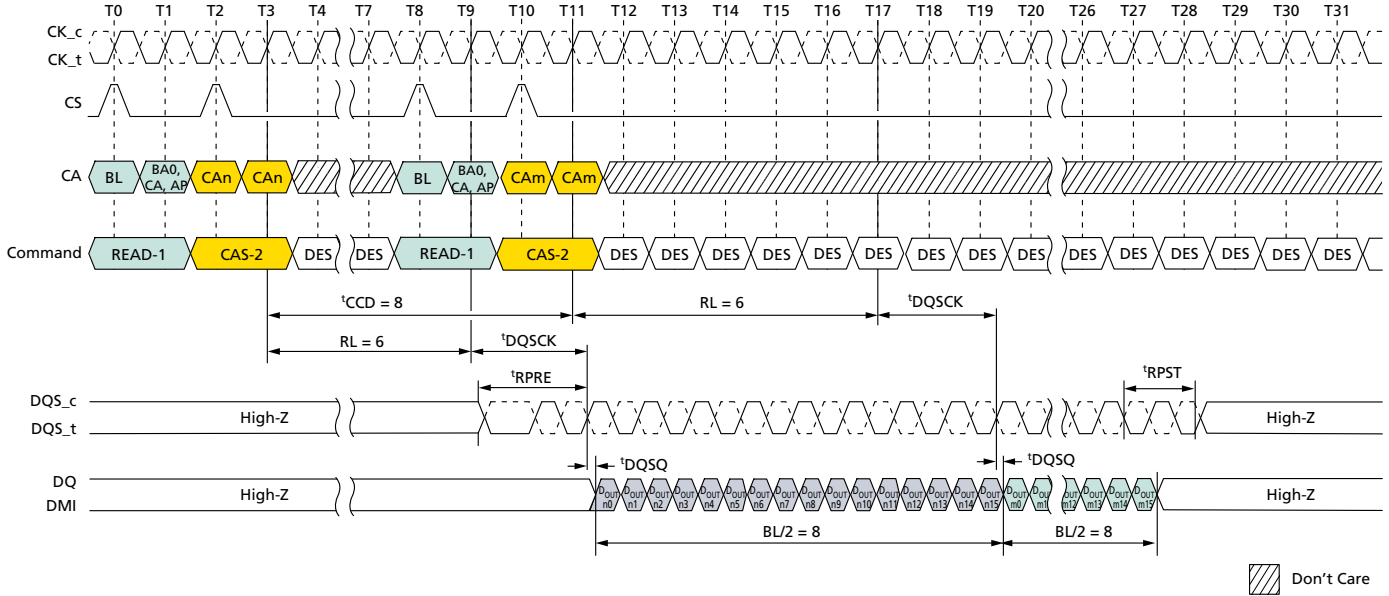 T0 T1 T2 T3 T4 T7 T8 T9 T10 T11 T12 T13 T14 T15 T16 T17 T18 T19 T20 T26 T27 T28 T29 T30 T31
CK_c
CK_t
CS
CA BL BA0, CA, AP CAn CAn BL BA0, CA, AP CAm CAm
Command READ-1 CAS-2 DES DES READ-1 CAS-2 DES DES DES DES DES DES DES DES DES DES DES DES DES DES DES
tCCD = 8 RL = 6 tDQSCK
RL = 6 tDQSCK
tRPRE tRPST
DQS_c
High-Z High-Z
DQS_t
tDQSQ tDQSQ
DQ
High-Z DOUT n0 DOUT n1 DOUT n2 DOUT n3 DOUT n4 DOUT n5 DOUT n6 DOUT n7 DOUT n8 DOUT n9 DOUT n10 DOUT n11 DOUT n12 DOUT n13 DOUT n14 DOUT n15 DOUT m0 DOUT m1 DOUT m12 DOUT m13 DOUT m14 DOUT m15 High-Z
DMI
BL/2 = 8 BL/2 = 8
Don't Care